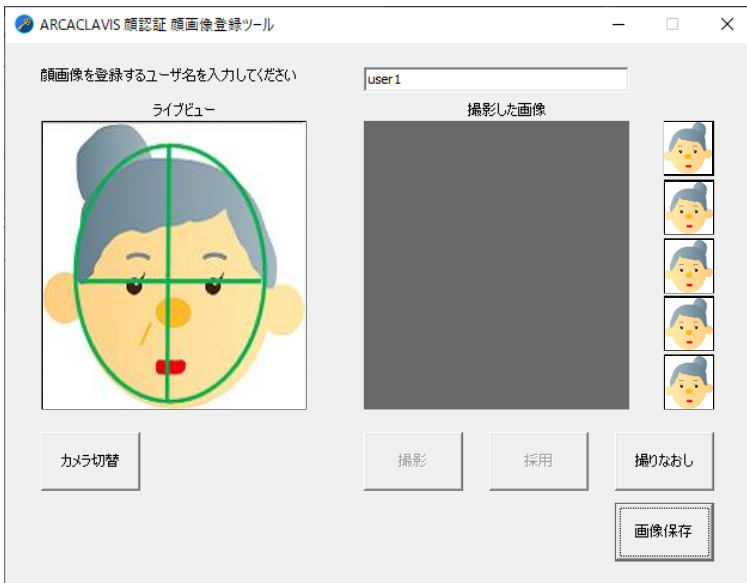 ARCACLAVIS 顔認証 顔画像登録ツール
顔画像を登録するユーザ名を入力してください
user1
ライブビュー
撮影した画像
カメラ切替
撮影
採用
撮りなおし
画像保存